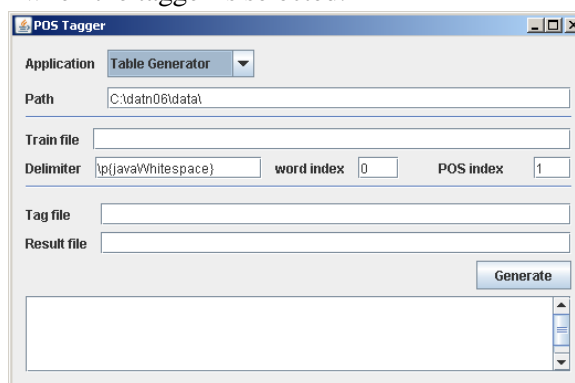 POS Tagger
Application Table Generator
Path C:\datn06\data\
Train file
Delimiter \p{javaWhitespace} word index 0 POS index 1
Tag file
Result file
Generate